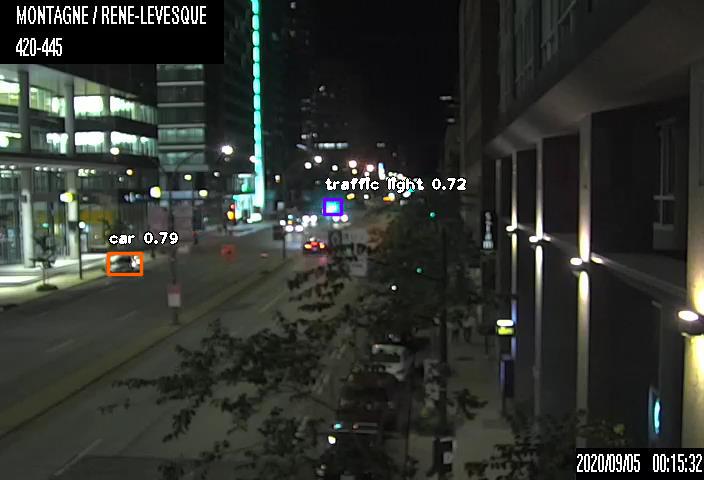 MONTAGNE / RENE-LEVESQUE
420-445
traffic light 0.72
car 0.79
2020/09/05 00:15:32